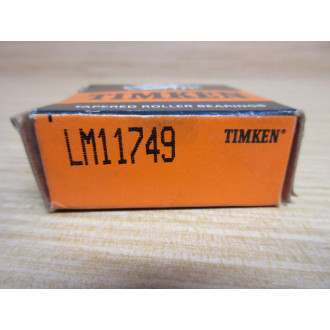 TIMKEN
TAPERED ROLLER BEARINGS
LM11749
TIMKEN®